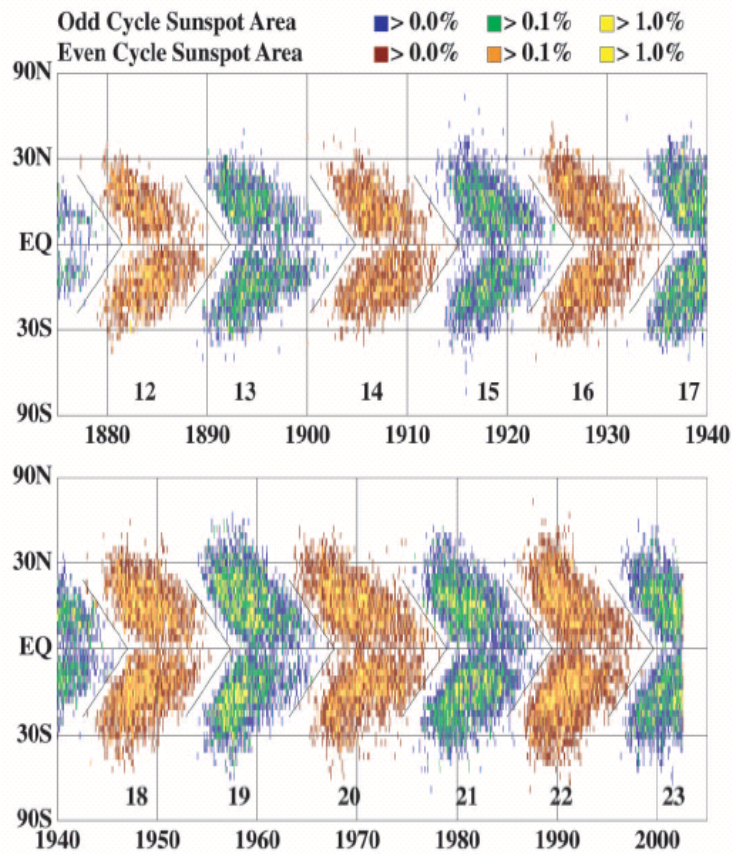 Odd Cycle Sunspot Area > 0.0% > 0.1% > 1.0%
Even Cycle Sunspot Area > 0.0% > 0.1% > 1.0%
90N
30N
EQ
30S
12 13 14 15 16 17
90S
1880 1890 1900 1910 1920 1930 1940
90N
30N
EQ
30S
18 19 20 21 22 23
90S
1940 1950 1960 1970 1980 1990 2000